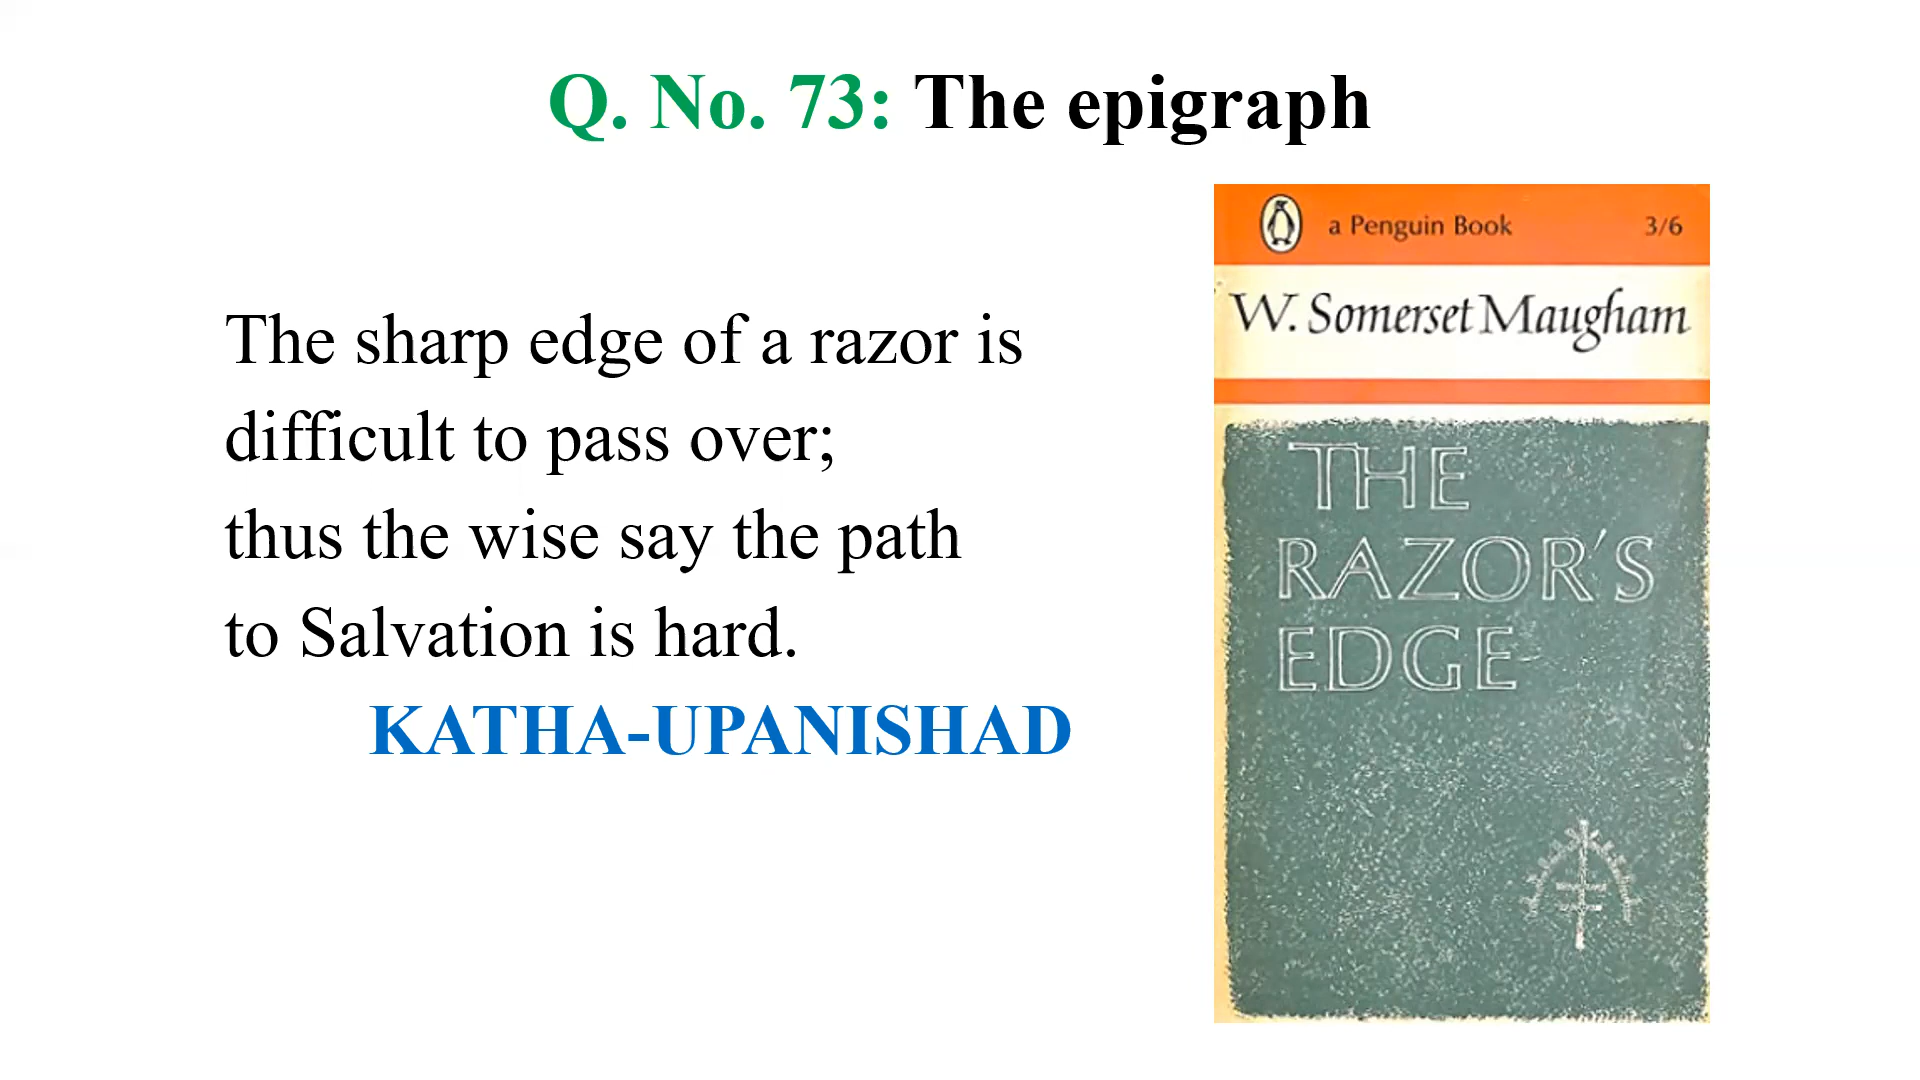 Q. No. 73: The epigraph
The sharp edge of a razor is
difficult to pass over;
thus the wise say the path
to Salvation is hard.
KATHA-UPANISHAD
a Penguin Book 3/6
W. Somerset Maugham
THE
RAZOR'S
EDGE